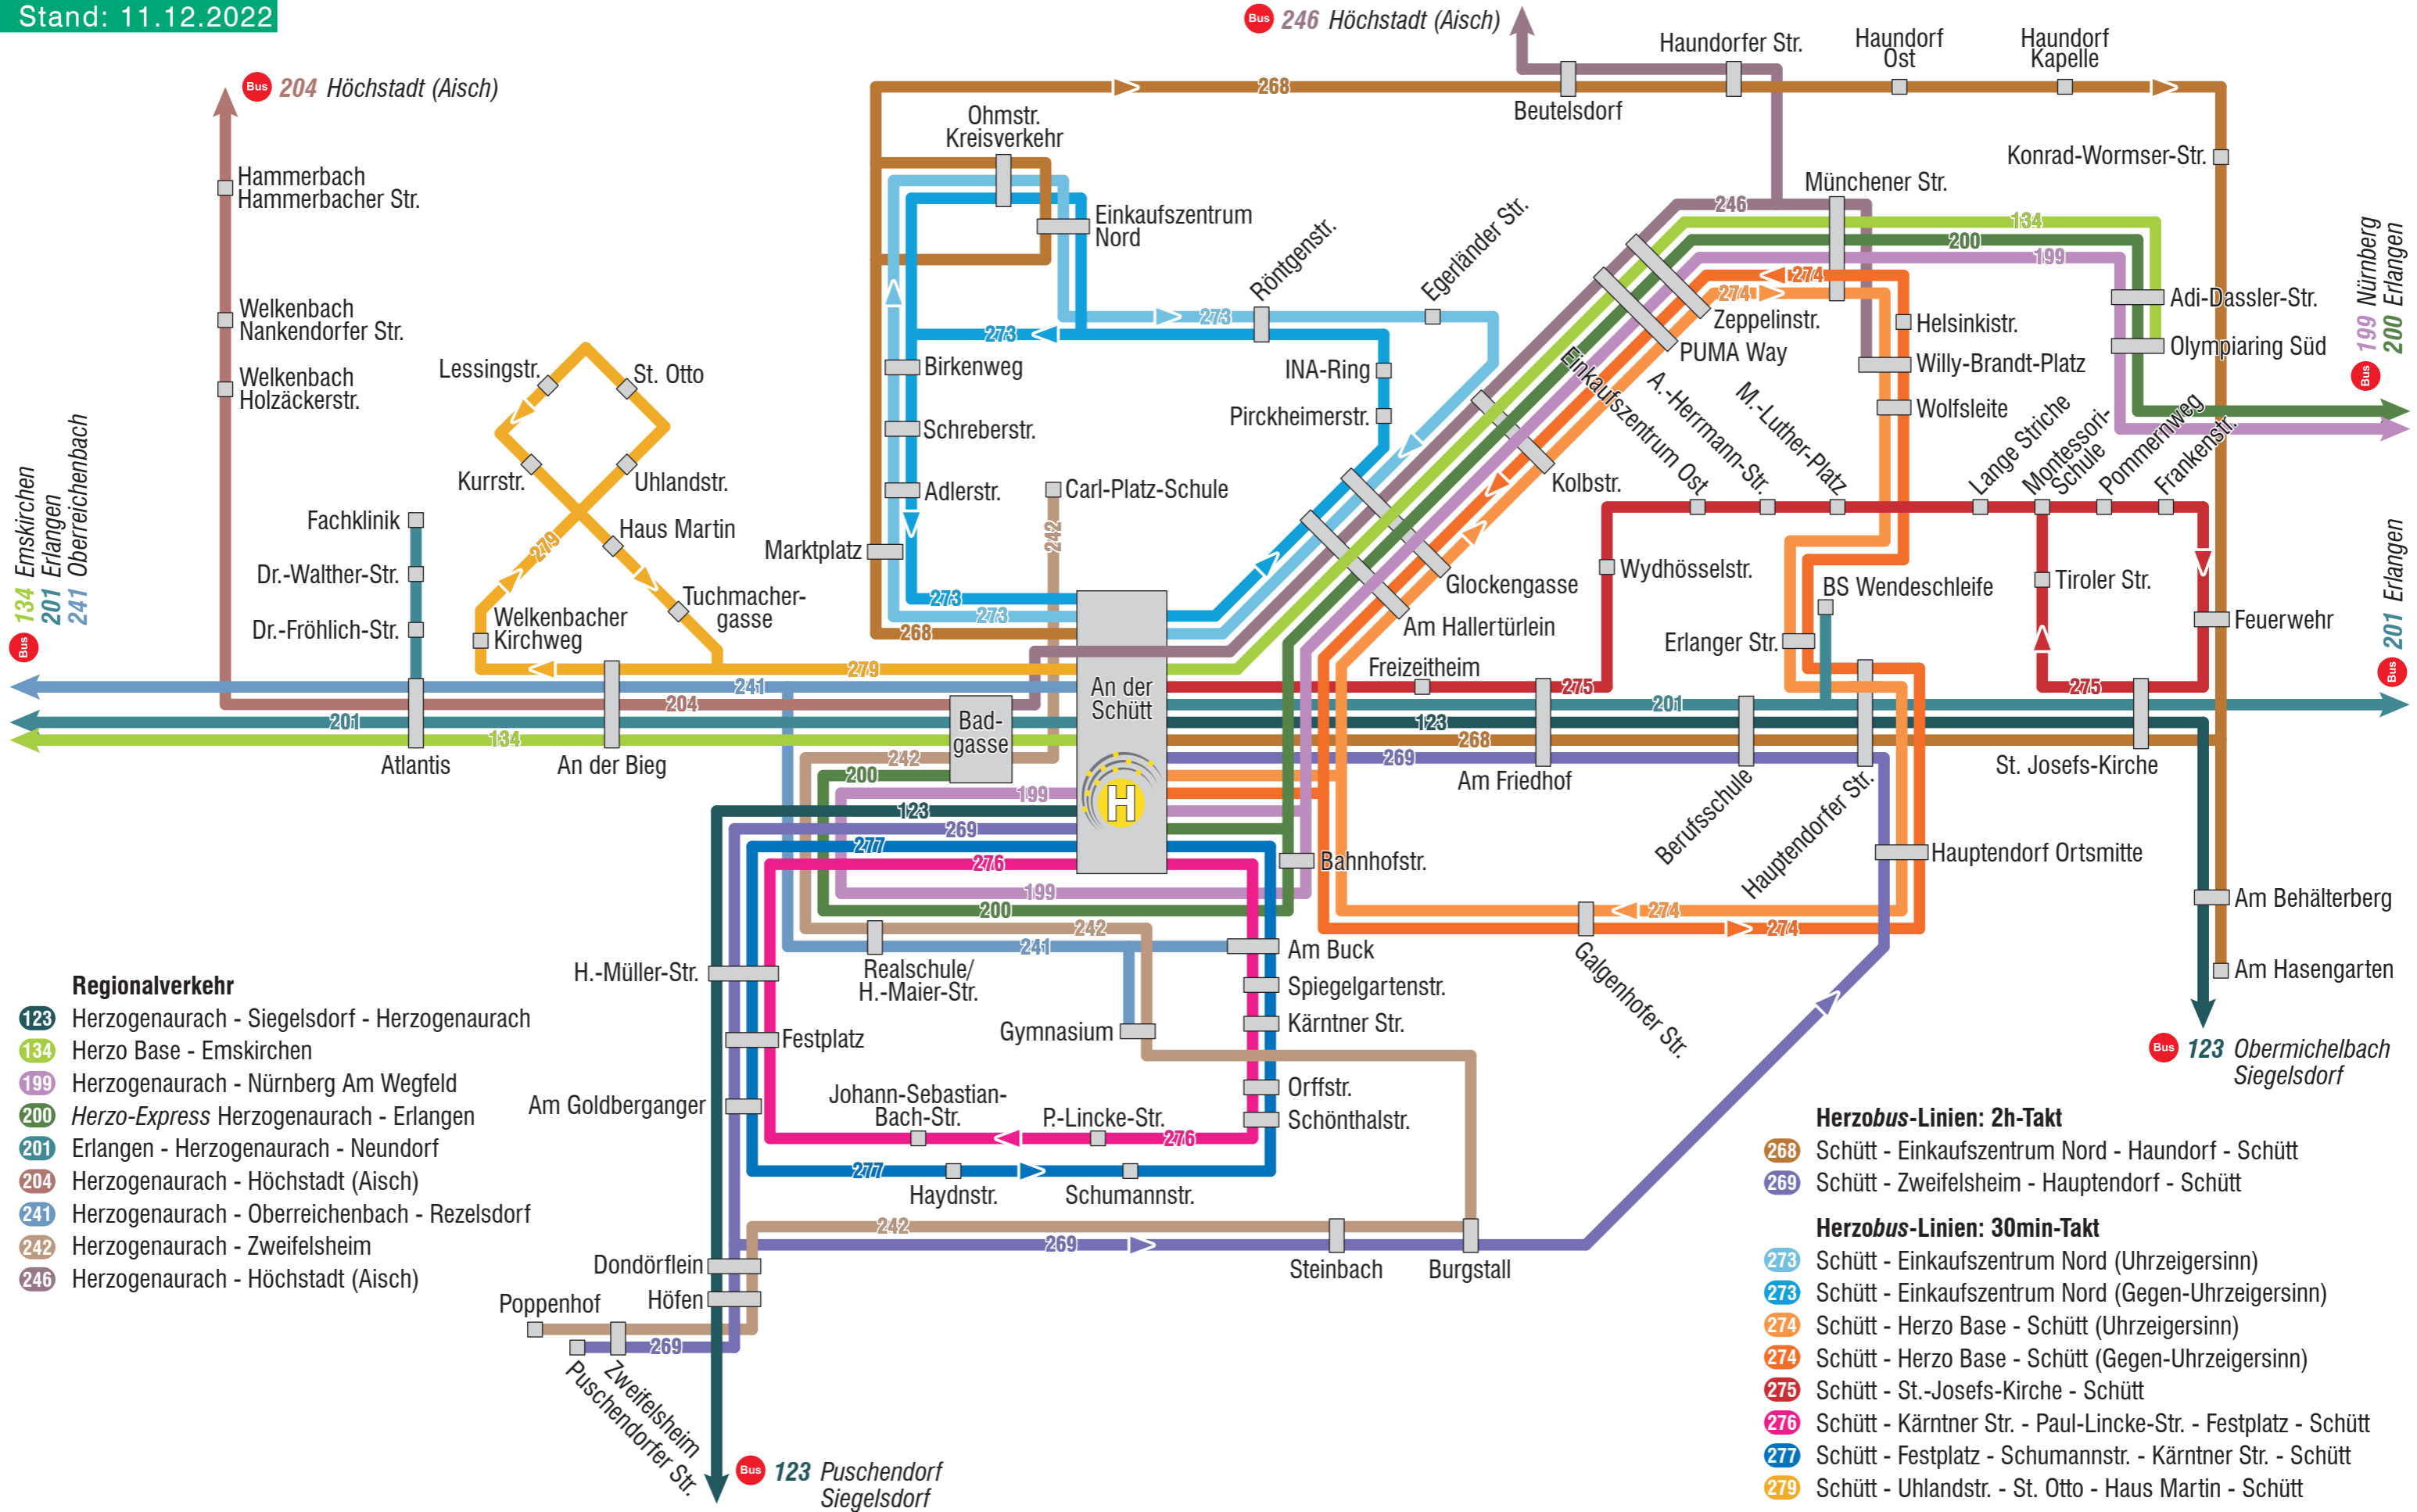 Stand: 11.12.2022
Bus 204 Höchstadt (Aisch)
Bus 246 Höchstadt (Aisch)
Hammerbach
Hammerbacher Str.
Welkenbach
Nankendorfer Str.
Welkenbach
Holzäckerstr.
134 Emskirchen
201 Erlangen
241 Oberreichenbach
Bus
Fachklinik
Dr.-Walther-Str.
Dr.-Fröhlich-Str.
Atlantis
Lessingstr.
St. Otto
Kurrstr.
Uhlandstr.
Haus Martin
279
Tuchmacher-
gasse
Welkenbacher
Kirchweg
279
An der Bieg
241
204
201
134
268
Ohmstr.
Kreisverkehr
Einkaufszentrum
Nord
Birkenweg
Schreberstr.
Adlerstr.
Marktplatz
273
273
268
273
273
Röntgenstr.
Egerländer Str.
INA-Ring
Pirckheimerstr.
Carl-Platz-Schule
242
Bad-
gasse
An der
Schütt
H
242
200
199
123
269
277
276
199
200
242
241
Beutelsdorf
Haundorfer Str.
Haundorf
Ost
Haundorf
Kapelle
Konrad-Wormser-Str.
Münchener Str.
246
134
200
199
274
274
Zeppelinstr.
PUMA Way
Kolbstr.
Glockengasse
Am Hallertürlein
Helsinkistr.
Willy-Brandt-Platz
Wolfsleite
Adi-Dassler-Str.
Olympiaring Süd
199 Nürnberg
200 Erlangen
Bus
Einkaufszentrum Ost
A.-Herrmann-Str.
M.-Luther-Platz
Lange Striche
Montessori-
Schule
Pommernweg
Frankenstr.
Wydhösselstr.
BS Wendeschleife
Tiroler Str.
Feuerwehr
Erlanger Str.
Freizeitheim
275
275
201
123
268
269
Am Friedhof
Berufsschule
Hauptendorfer Str.
St. Josefs-Kirche
201 Erlangen
Bus
Bahnhofstr.
Hauptendorf Ortsmitte
274
274
Galgenhofer Str.
Am Behälterberg
Am Hasengarten
Bus 123 Obermichelbach
Siegelsdorf
H.-Müller-Str.
Realschule/
H.-Maier-Str.
Am Buck
Spiegelgartenstr.
Gymnasium
Kärntner Str.
Festplatz
Orffstr.
Schönthalstr.
Am Goldberganger
Johann-Sebastian-
Bach-Str.
P.-Lincke-Str.
276
277
Haydnstr.
Schumannstr.
242
269
Steinbach
Burgstall
Dondörflein
Höfen
Poppenhof
269
Zweifelsheim
Puschendorfer Str.
Bus 123 Puschendorf
Siegelsdorf
Regionalverkehr
123 Herzogenaurach - Siegelsdorf - Herzogenaurach
134 Herzo Base - Emskirchen
199 Herzogenaurach - Nürnberg Am Wegfeld
200 Herzo-Express Herzogenaurach - Erlangen
201 Erlangen - Herzogenaurach - Neundorf
204 Herzogenaurach - Höchstadt (Aisch)
241 Herzogenaurach - Oberreichenbach - Rezelsdorf
242 Herzogenaurach - Zweifelsheim
246 Herzogenaurach - Höchstadt (Aisch)
Herzobus-Linien: 2h-Takt
268 Schütt - Einkaufszentrum Nord - Haundorf - Schütt
269 Schütt - Zweifelsheim - Hauptendorf - Schütt
Herzobus-Linien: 30min-Takt
273 Schütt - Einkaufszentrum Nord (Uhrzeigersinn)
273 Schütt - Einkaufszentrum Nord (Gegen-Uhrzeigersinn)
274 Schütt - Herzo Base - Schütt (Uhrzeigersinn)
274 Schütt - Herzo Base - Schütt (Gegen-Uhrzeigersinn)
275 Schütt - St.-Josefs-Kirche - Schütt
276 Schütt - Kärntner Str. - Paul-Lincke-Str. - Festplatz - Schütt
277 Schütt - Festplatz - Schumannstr. - Kärntner Str. - Schütt
279 Schütt - Uhlandstr. - St. Otto - Haus Martin - Schütt